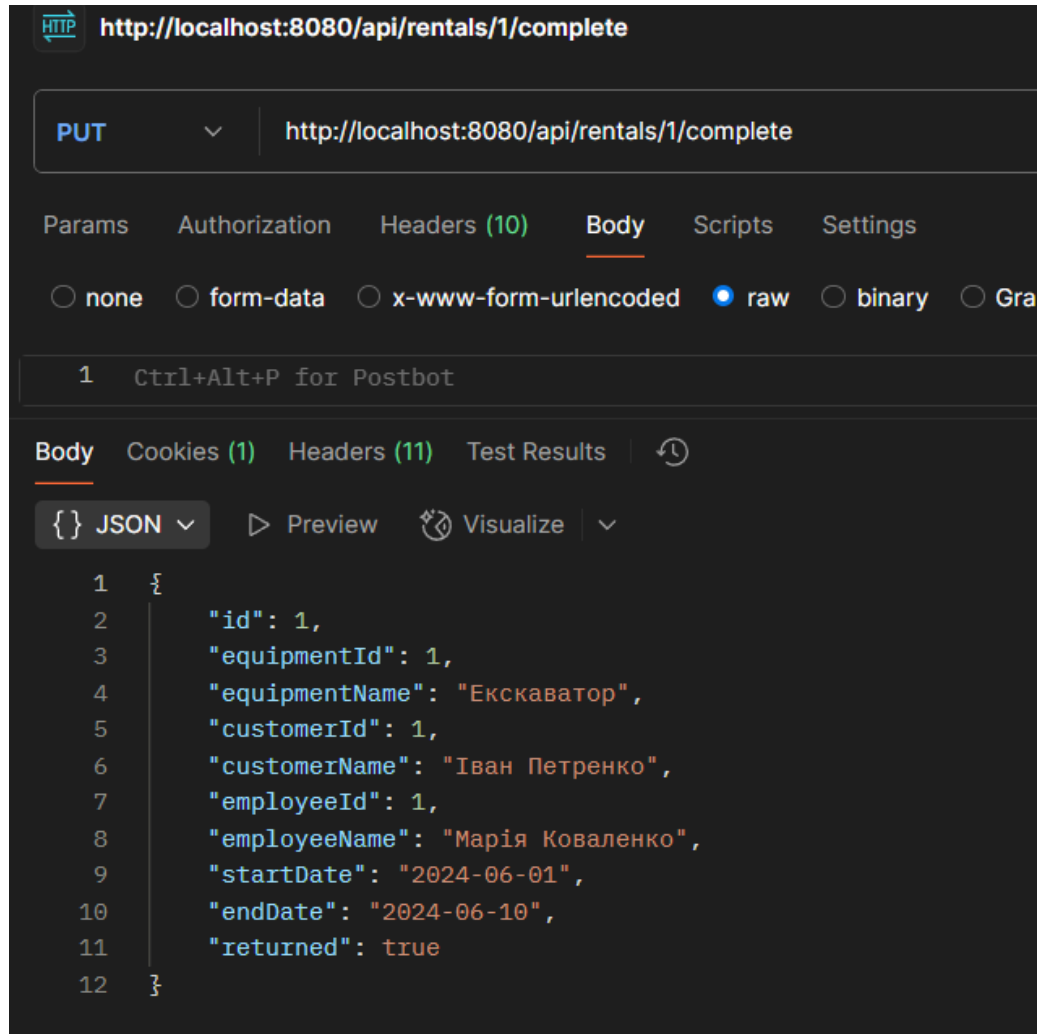 HTTP http://localhost:8080/api/rentals/1/complete
PUT http://localhost:8080/api/rentals/1/complete
Params Authorization Headers (10) Body Scripts Settings
none form-data x-www-form-urlencoded raw binary Gra
1 Ctrl+Alt+P for Postbot
Body Cookies (1) Headers (11) Test Results
{} JSON Preview Visualize
1 {
2 "id": 1,
3 "equipmentId": 1,
4 "equipmentName": "Екскаватор",
5 "customerId": 1,
6 "customerName": "Іван Петренко",
7 "employeeId": 1,
8 "employeeName": "Марія Коваленко",
9 "startDate": "2024-06-01",
10 "endDate": "2024-06-10",
11 "returned": true
12 }